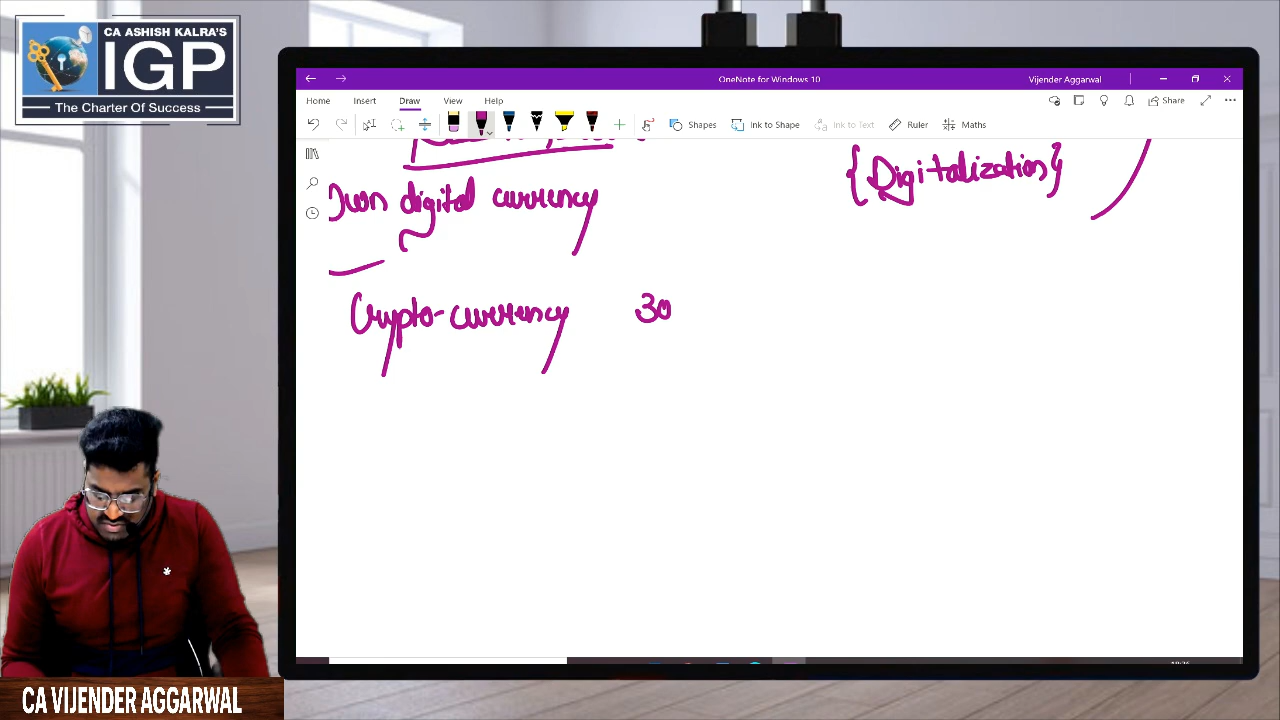 CA ASHISH KALRA'S
IGP
The Charter Of Success
OneNote for Windows 10
Vijender Aggarwal
Home Insert Draw View Help
Share
Shapes Ink to Shape Ink to Text Ruler Maths
{Digitalization}
digital currency
Crypto-currency 30
CA VIJENDER AGGARWAL